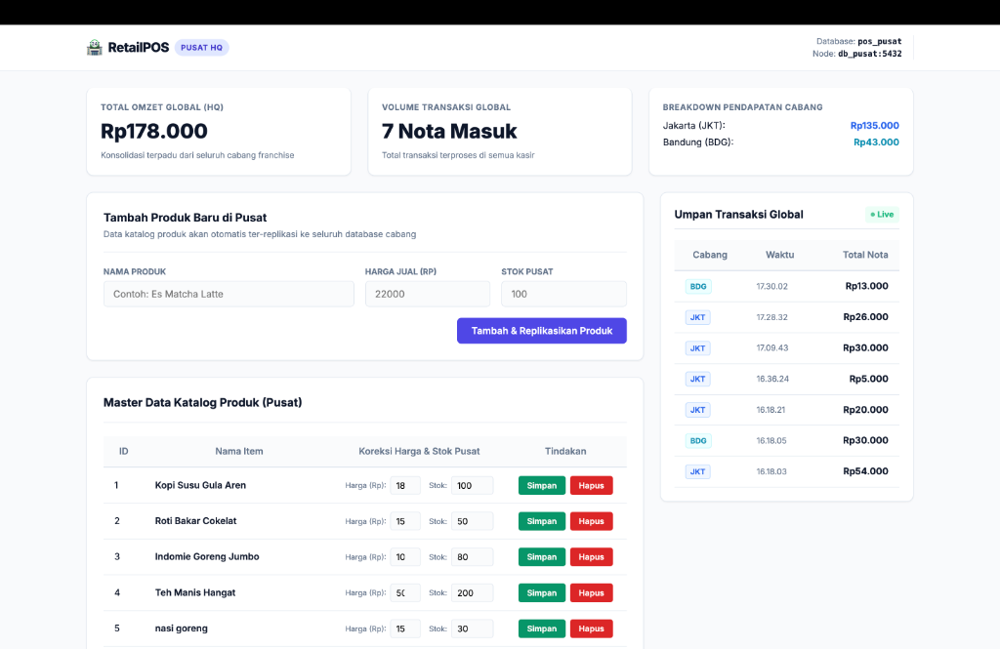 RetailPOS PUSAT HQ
Database: pos_pusat
Node: db_pusat:5432
TOTAL OMZET GLOBAL (HQ)
Rp178.000
Konsolidasi terpadu dari seluruh cabang franchise
VOLUME TRANSAKSI GLOBAL
7 Nota Masuk
Total transaksi terproses di semua kasir
BREAKDOWN PENDAPATAN CABANG
Jakarta (JKT): Rp135.000
Bandung (BDG): Rp43.000
Tambah Produk Baru di Pusat
Data katalog produk akan otomatis ter-replikasi ke seluruh database cabang
NAMA PRODUK HARGA JUAL (RP) STOK PUSAT
Contoh: Es Matcha Latte 22000 100
Tambah & Replikasikan Produk
Master Data Katalog Produk (Pusat)
ID Nama Item Koreksi Harga & Stok Pusat Tindakan
1 Kopi Susu Gula Aren Harga (Rp): 18 Stok: 100 Simpan Hapus
2 Roti Bakar Cokelat Harga (Rp): 15 Stok: 50 Simpan Hapus
3 Indomie Goreng Jumbo Harga (Rp): 10 Stok: 80 Simpan Hapus
4 Teh Manis Hangat Harga (Rp): 50 Stok: 200 Simpan Hapus
5 nasi goreng Harga (Rp): 15 Stok: 30 Simpan Hapus
Umpan Transaksi Global Live
Cabang Waktu Total Nota
BDG 17.30.02 Rp13.000
JKT 17.28.32 Rp26.000
JKT 17.09.43 Rp30.000
JKT 16.36.24 Rp5.000
JKT 16.18.21 Rp20.000
BDG 16.18.05 Rp30.000
JKT 16.18.03 Rp54.000